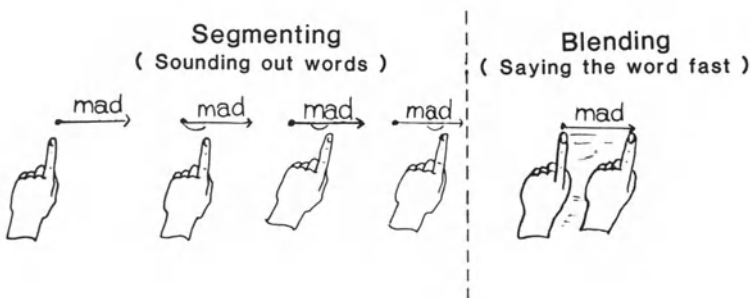 Segmenting
( Sounding out words )
mad
mad
mad
mad
Blending
( Saying the word fast )
mad